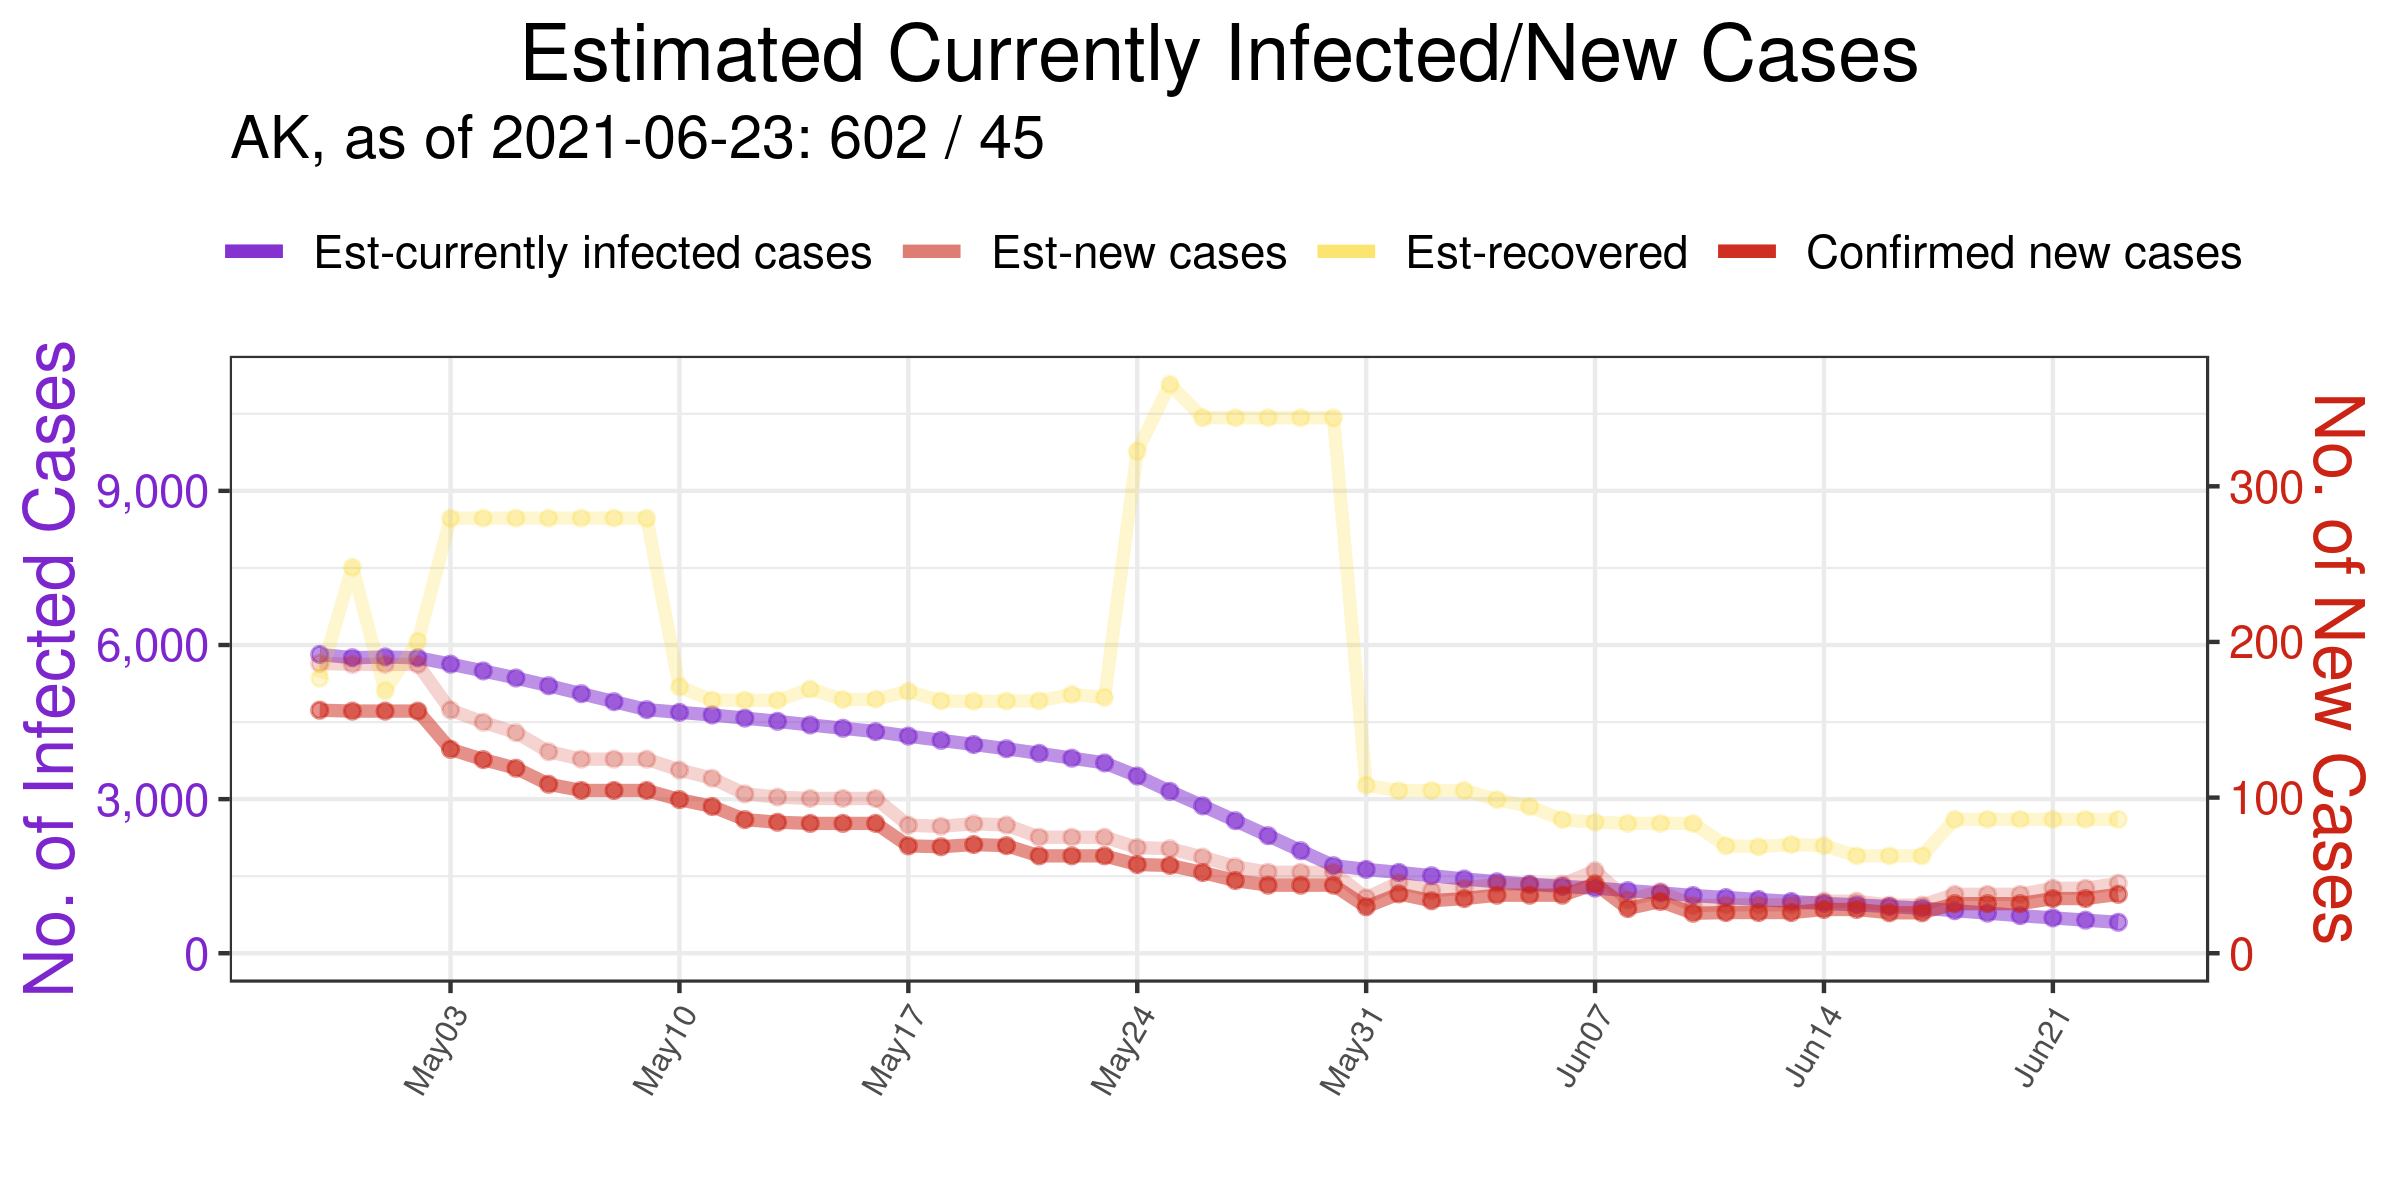 Estimated Currently Infected/New Cases
AK, as of 2021-06-23: 602 / 45
Est-currently infected cases
Est-new cases
Est-recovered
Confirmed new cases
No. of Infected Cases
9,000
6,000
3,000
0
300
200
100
0
No. of New Cases
May03
May10
May17
May24
May31
Jun07
Jun14
Jun21